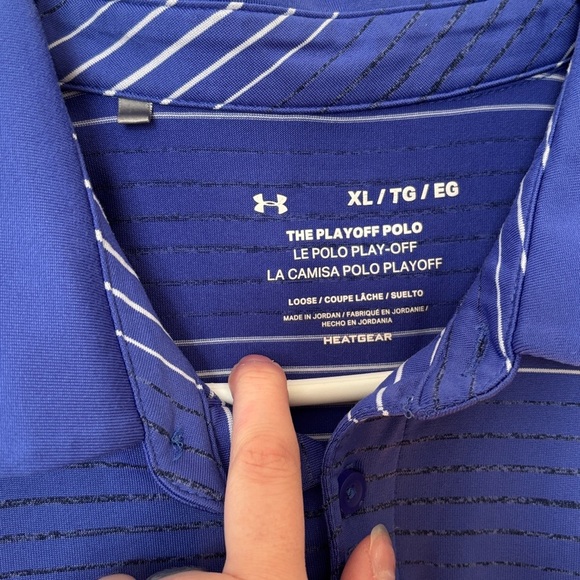 XL / TG / EG
THE PLAYOFF POLO
LE POLO PLAY-OFF
LA CAMISA POLO PLAYOFF
LOOSE / COUPE LÂCHE / SUELTO
MADE IN JORDAN / FABRIQUÉ EN JORDANIE /
HECHO EN JORDANIA
HEATGEAR